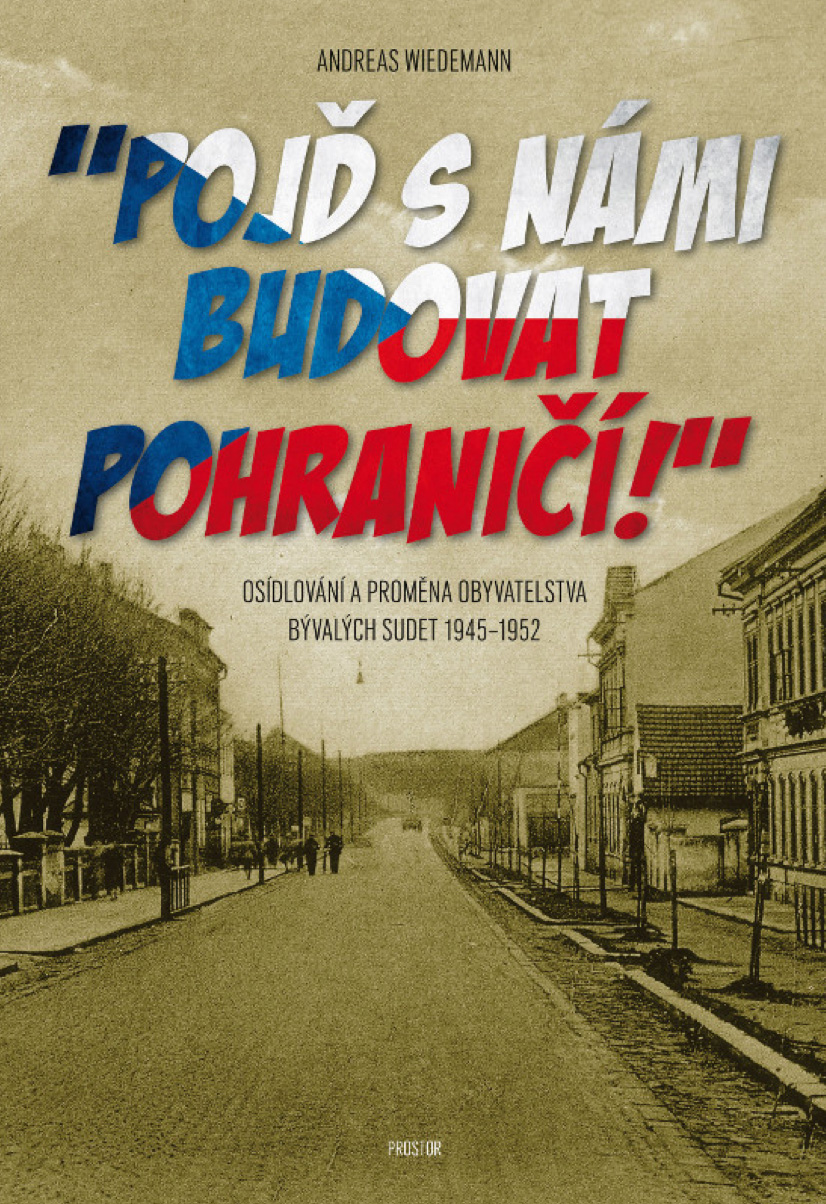 ANDREAS WIEDEMANN
"POJĎ S NÁMI
BUDOVAT
POHRANIČÍ!"
OSÍDLOVÁNÍ A PROMĚNA OBYVATELSTVA
BÝVALÝCH SUDET 1945–1952
PROSTOR